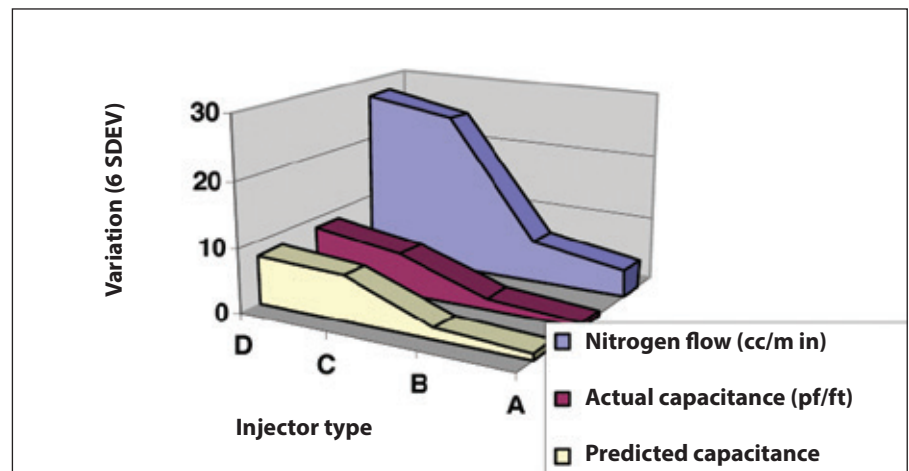 Variation (6 SDEV)
30
20
10
0
D
C
B
A
Injector type
Nitrogen flow (cc/m in)
Actual capacitance (pf/ft)
Predicted capacitance